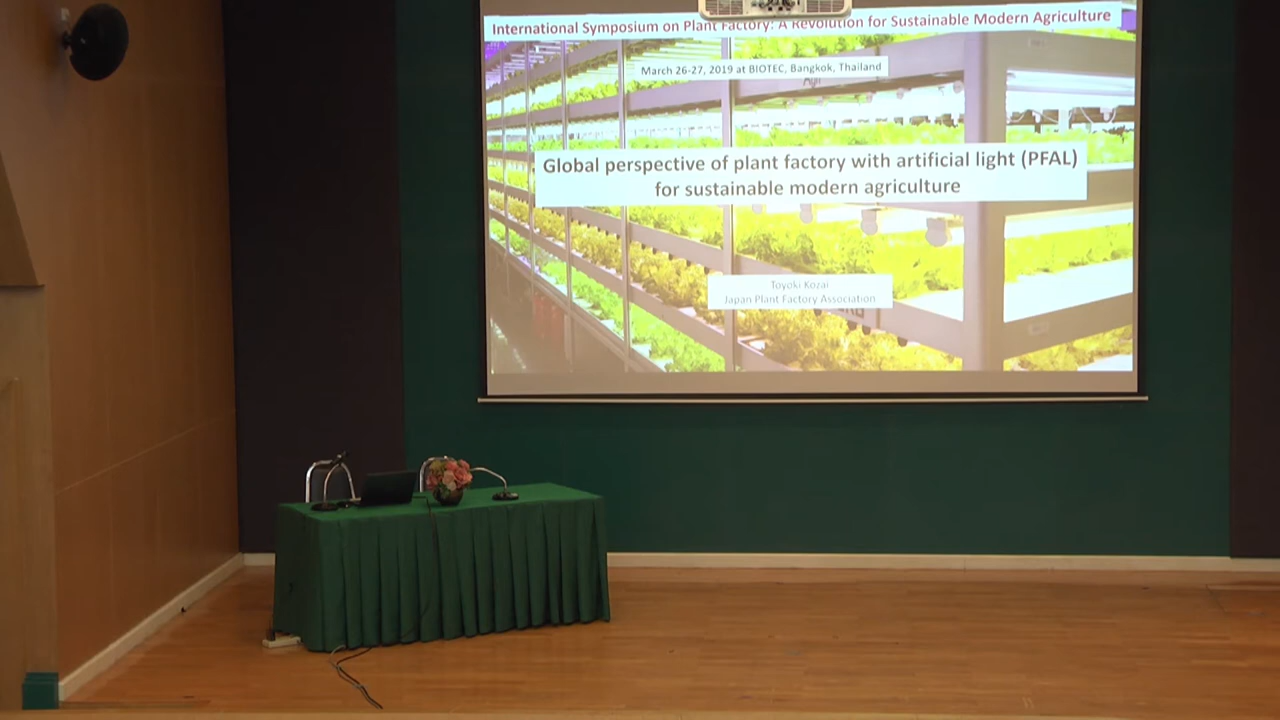 International Symposium on Plant Factory: A Revolution for Sustainable Modern Agriculture
March 26-27, 2019 at BIOTEC, Bangkok, Thailand
Global perspective of plant factory with artificial light (PFAL)
for sustainable modern agriculture
Toyoki Kozai
Japan Plant Factory Association